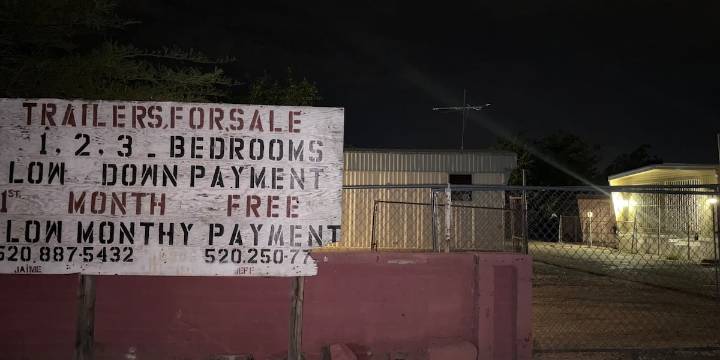 TRAILERS,FOR,SALE
1, 2, 3 - BEDROOMS
LOW DOWN PAYMENT
1ST. MONTH FREE
LOW MONTHY PAYMENT
520.887-5432 520.250-77
JAIME JEFF